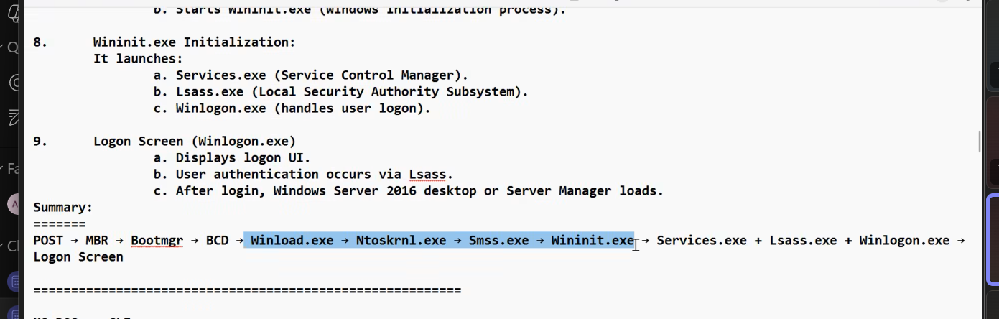 b. Starts Wininit.exe (Windows initialization process).
8. Wininit.exe Initialization:
It launches:
a. Services.exe (Service Control Manager).
b. Lsass.exe (Local Security Authority Subsystem).
c. Winlogon.exe (handles user logon).
9. Logon Screen (Winlogon.exe)
a. Displays logon UI.
b. User authentication occurs via Lsass.
c. After login, Windows Server 2016 desktop or Server Manager loads.
Summary:
=======
POST → MBR → Bootmgr → BCD → Winload.exe → Ntoskrnl.exe → Smss.exe → Wininit.exe → Services.exe + Lsass.exe + Winlogon.exe →
Logon Screen
=========================================================